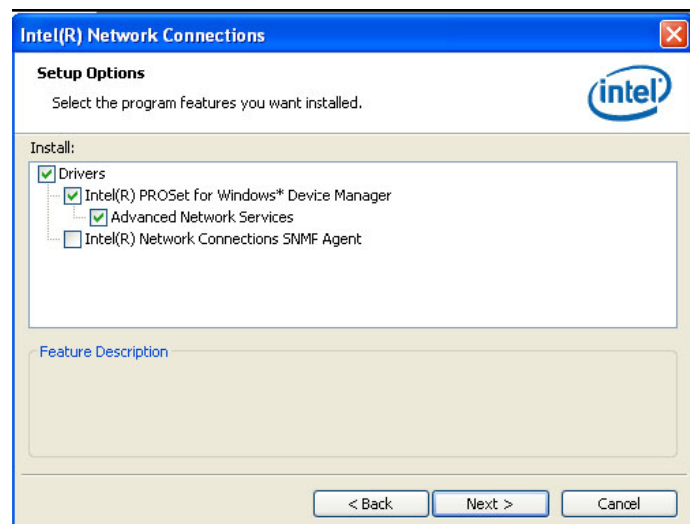 Intel(R) Network Connections
Setup Options
Select the program features you want installed.
intel
Install:
Drivers
Intel(R) PROSet for Windows* Device Manager
Advanced Network Services
Intel(R) Network Connections SNMP Agent
Feature Description
< Back
Next >
Cancel